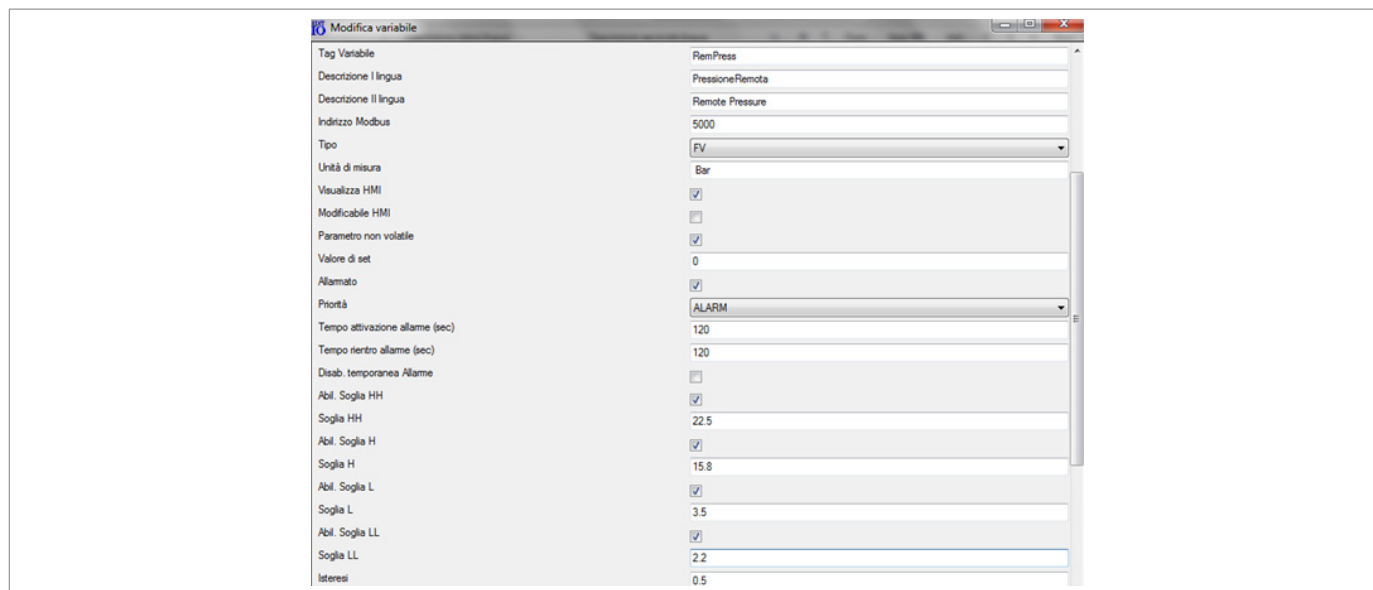 Modifica variabile
Tag Variabile RemPress
Descrizione I lingua PressioneRemota
Descrizione II lingua Remote Pressure
Indirizzo Modbus 5000
Tipo FV
Unità di misura Bar
Visualizza HMI
Modificabile HMI
Parametro non volatile
Valore di set 0
Allarmato
Priorità ALARM
Tempo attivazione allarme (sec) 120
Tempo rientro allarme (sec) 120
Disab. temporanea Allarme
Abil. Soglia HH
Soglia HH 22.5
Abil. Soglia H
Soglia H 15.8
Abil. Soglia L
Soglia L 3.5
Abil. Soglia LL
Soglia LL 2.2
Isteresi 0.5